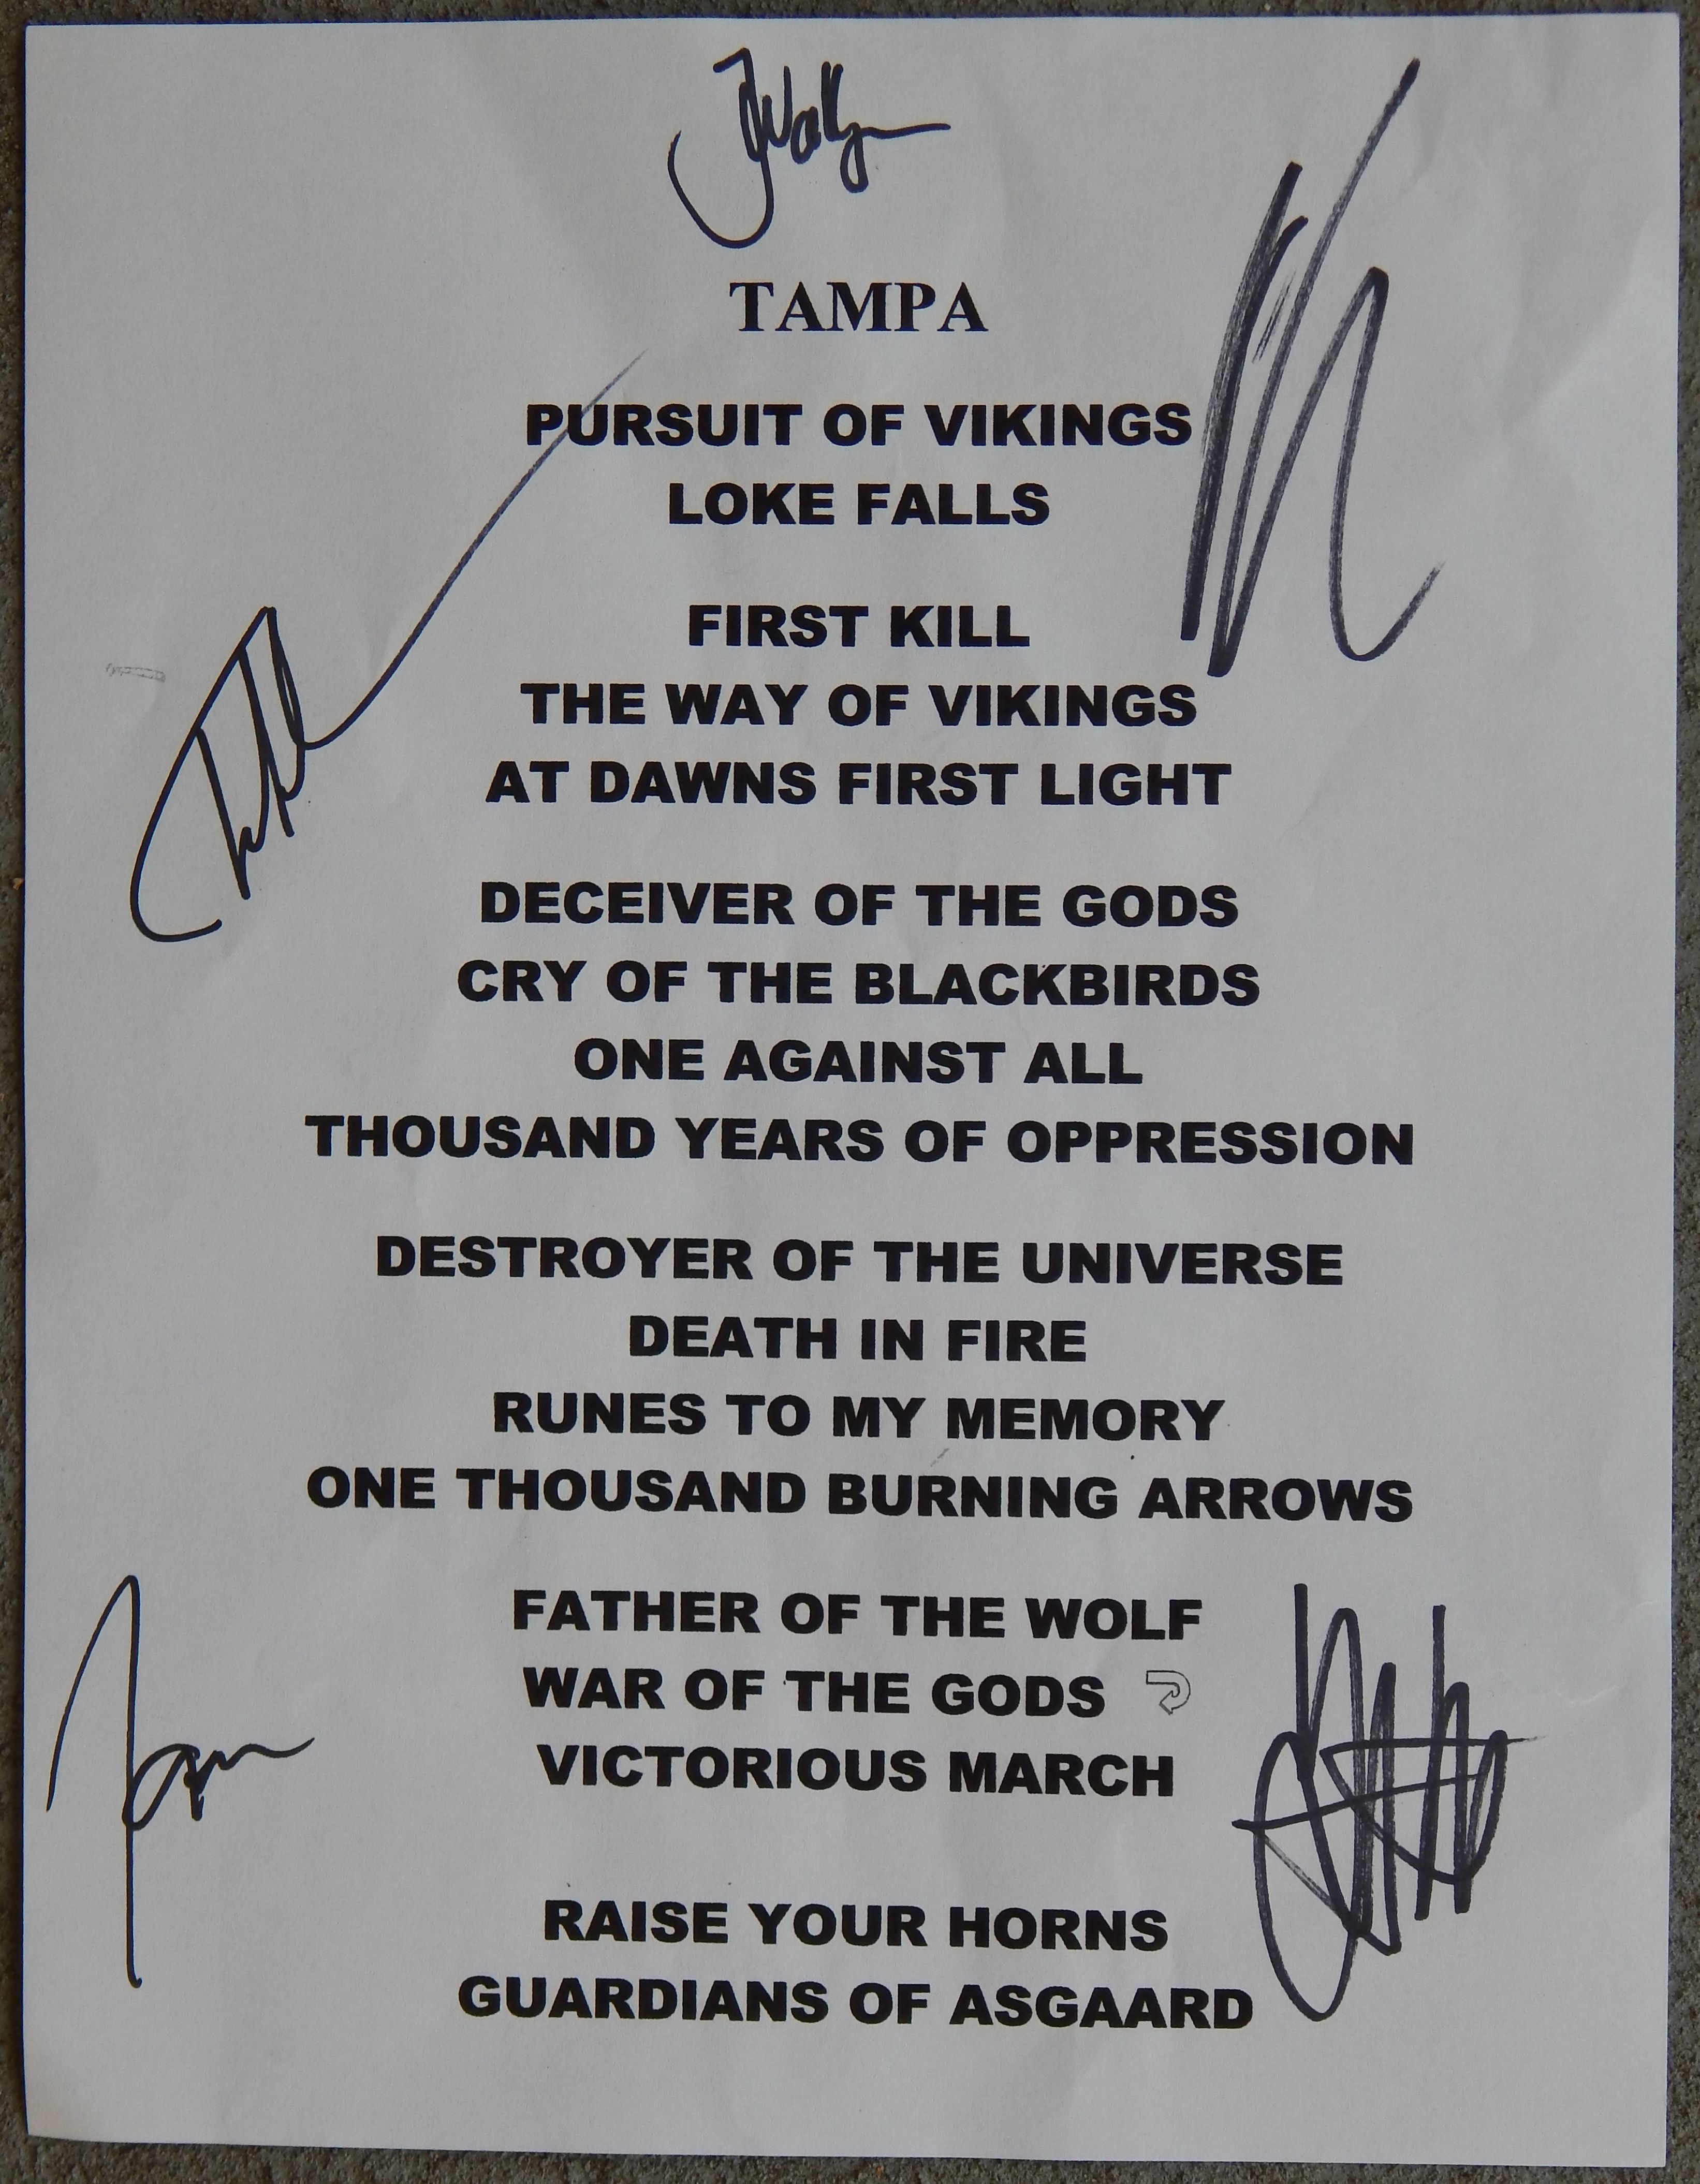 TAMPA
PURSUIT OF VIKINGS
LOKE FALLS
FIRST KILL
THE WAY OF VIKINGS
AT DAWNS FIRST LIGHT
DECEIVER OF THE GODS
CRY OF THE BLACKBIRDS
ONE AGAINST ALL
THOUSAND YEARS OF OPPRESSION
DESTROYER OF THE UNIVERSE
DEATH IN FIRE
RUNES TO MY MEMORY
ONE THOUSAND BURNING ARROWS
FATHER OF THE WOLF
WAR OF THE GODS
VICTORIOUS MARCH
RAISE YOUR HORNS
GUARDIANS OF ASGAARD